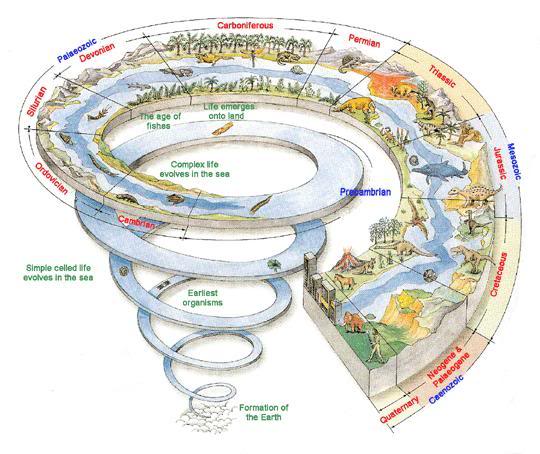 Carboniferous
Palaeozoic
Devonian
Permian
Triassic
Silurian
The age of
fishes
Life emerges
onto land
Mesozoic
Jurassic
Complex life
evolves in the sea
Ordovician
Precambrian
Cambrian
Simple celled life
evolves in the sea
Earliest
organisms
Cretaceous
Neogene &
Palaeogene
Caenozoic
Quaternary
Formation of
the Earth